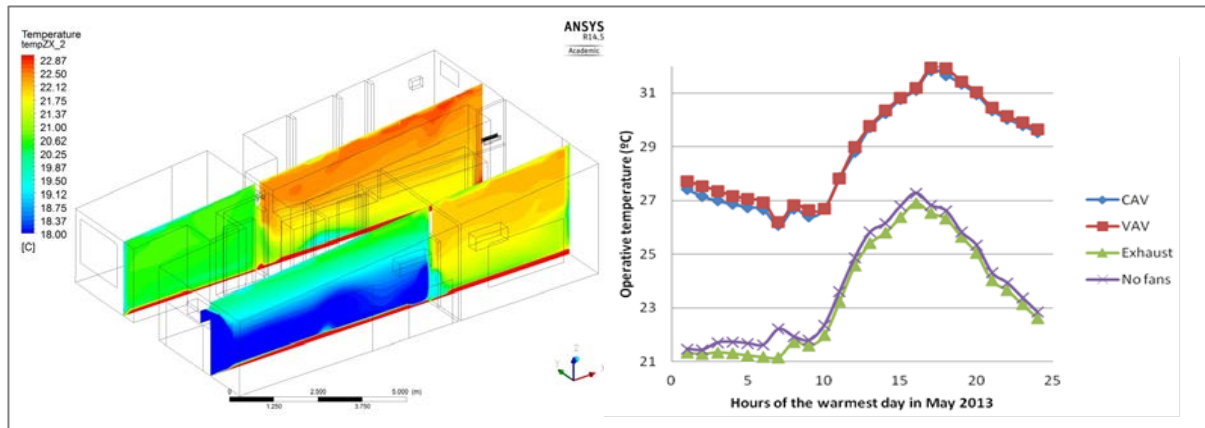 Temperature
tempZX_2
22.87
22.50
22.12
21.75
21.37
21.00
20.62
20.25
19.87
19.50
19.12
18.75
18.37
18.00
[C]
ANSYS
R14.5
Academic
0 2.500 5.000 (m)
1.250 3.750
Z
Operative temperature (ºC)
31
29
27
25
23
21
0 5 10 15 20 25
Hours of the warmest day in May 2013
CAV
VAV
Exhaust
No fans